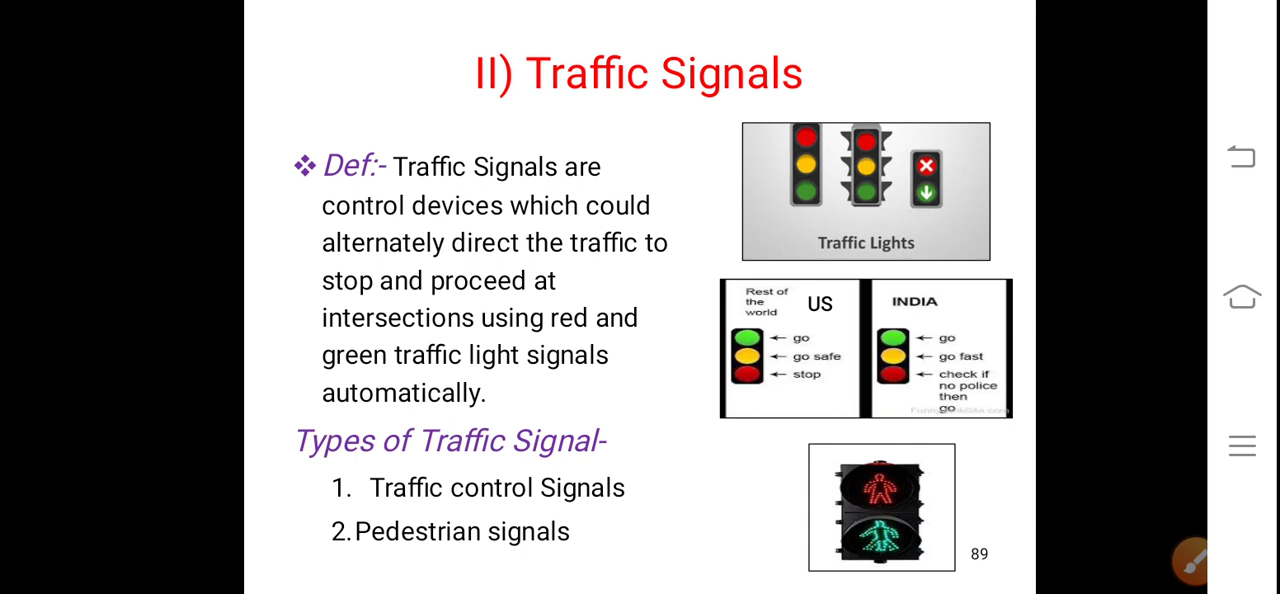 II) Traffic Signals
❖ Def:- Traffic Signals are
control devices which could
alternately direct the traffic to
stop and proceed at
intersections using red and
green traffic light signals
automatically.
Types of Traffic Signal-
1. Traffic control Signals
2. Pedestrian signals
Traffic Lights
Rest of
the
world
US
go
go safe
stop
INDIA
go
go fast
check if
no police
then
go
89